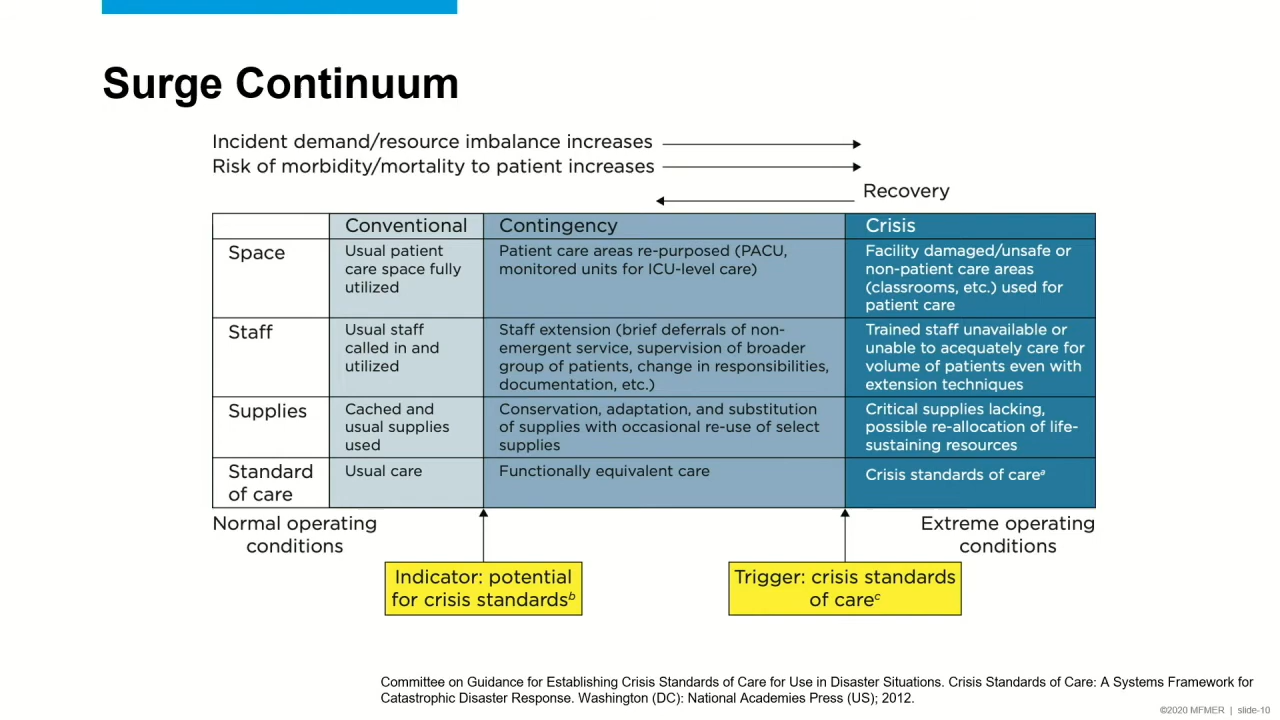 Surge Continuum
Incident demand/resource imbalance increases
Risk of morbidity/mortality to patient increases
Recovery
Conventional
Contingency
Crisis
Space
Usual patient
care space fully
utilized
Patient care areas re-purposed (PACU,
monitored units for ICU-level care)
Facility damaged/unsafe or
non-patient care areas
(classrooms, etc.) used for
patient care
Staff
Usual staff
called in and
utilized
Staff extension (brief deferrals of non-
emergent service, supervision of broader
group of patients, change in responsibilities,
documentation, etc.)
Trained staff unavailable or
unable to acequately care for
volume of patients even with
extension techniques
Supplies
Cached and
usual supplies
used
Conservation, adaptation, and substitution
of supplies with occasional re-use of select
supplies
Critical supplies lacking,
possible re-allocation of life-
sustaining resources
Standard
of care
Usual care
Functionally equivalent care
Crisis standards of careᵃ
Normal operating
conditions
Extreme operating
conditions
Indicator: potential
for crisis standardsᵇ
Trigger: crisis standards
of careᶜ
Committee on Guidance for Establishing Crisis Standards of Care for Use in Disaster Situations. Crisis Standards of Care: A Systems Framework for
Catastrophic Disaster Response. Washington (DC): National Academies Press (US); 2012.
©2020 MFMER | slide-10